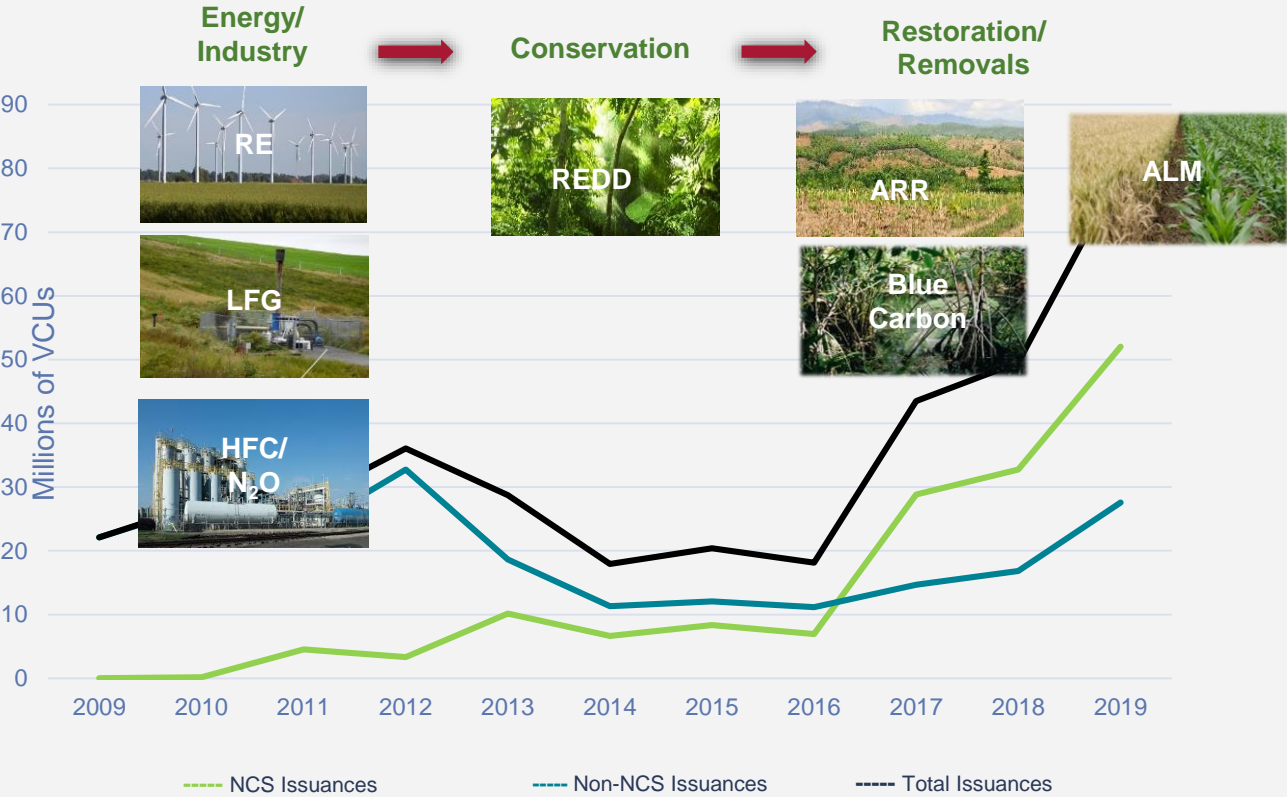 Energy/
Industry
Conservation
Restoration/
Removals
RE
REDD
ARR
ALM
LFG
Blue
Carbon
HFC/
N₂O
Millions of VCUs
90
80
70
60
50
40
30
20
10
0
2009 2010 2011 2012 2013 2014 2015 2016 2017 2018 2019
NCS Issuances Non-NCS Issuances Total Issuances